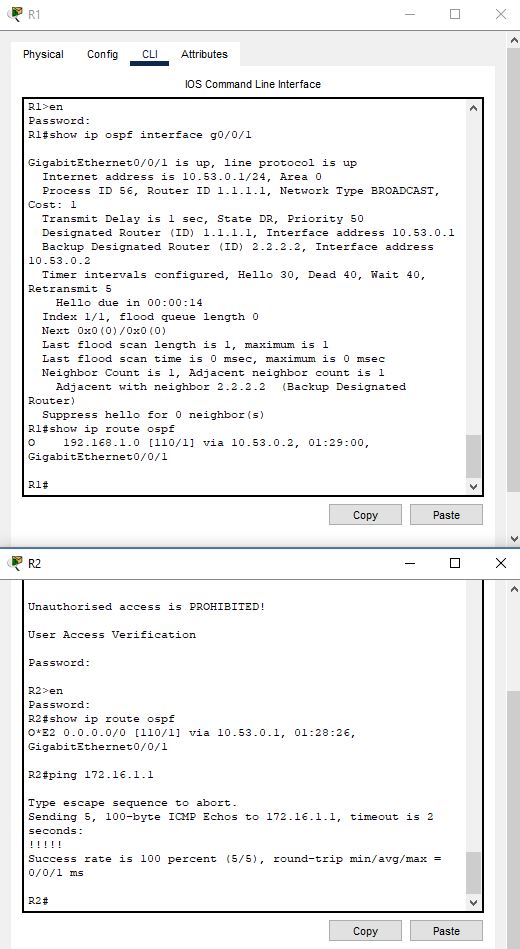 R1
Physical Config CLI Attributes
IOS Command Line Interface
R1>en
Password:
R1#show ip ospf interface g0/0/1
GigabitEthernet0/0/1 is up, line protocol is up
Internet address is 10.53.0.1/24, Area 0
Process ID 56, Router ID 1.1.1.1, Network Type BROADCAST,
Cost: 1
Transmit Delay is 1 sec, State DR, Priority 50
Designated Router (ID) 1.1.1.1, Interface address 10.53.0.1
Backup Designated Router (ID) 2.2.2.2, Interface address
10.53.0.2
Timer intervals configured, Hello 30, Dead 40, Wait 40,
Retransmit 5
Hello due in 00:00:14
Index 1/1, flood queue length 0
Next 0x0(0)/0x0(0)
Last flood scan length is 1, maximum is 1
Last flood scan time is 0 msec, maximum is 0 msec
Neighbor Count is 1, Adjacent neighbor count is 1
Adjacent with neighbor 2.2.2.2  (Backup Designated
Router)
Suppress hello for 0 neighbor(s)
R1#show ip route ospf
O    192.168.1.0 [110/1] via 10.53.0.2, 01:29:00,
GigabitEthernet0/0/1
R1#
Copy Paste
R2
Unauthorised access is PROHIBITED!
User Access Verification
Password:
R2>en
Password:
R2#show ip route ospf
O*E2 0.0.0.0/0 [110/1] via 10.53.0.1, 01:28:26,
GigabitEthernet0/0/1
R2#ping 172.16.1.1
Type escape sequence to abort.
Sending 5, 100-byte ICMP Echos to 172.16.1.1, timeout is 2
seconds:
!!!!!
Success rate is 100 percent (5/5), round-trip min/avg/max =
0/0/1 ms
R2#
Copy Paste